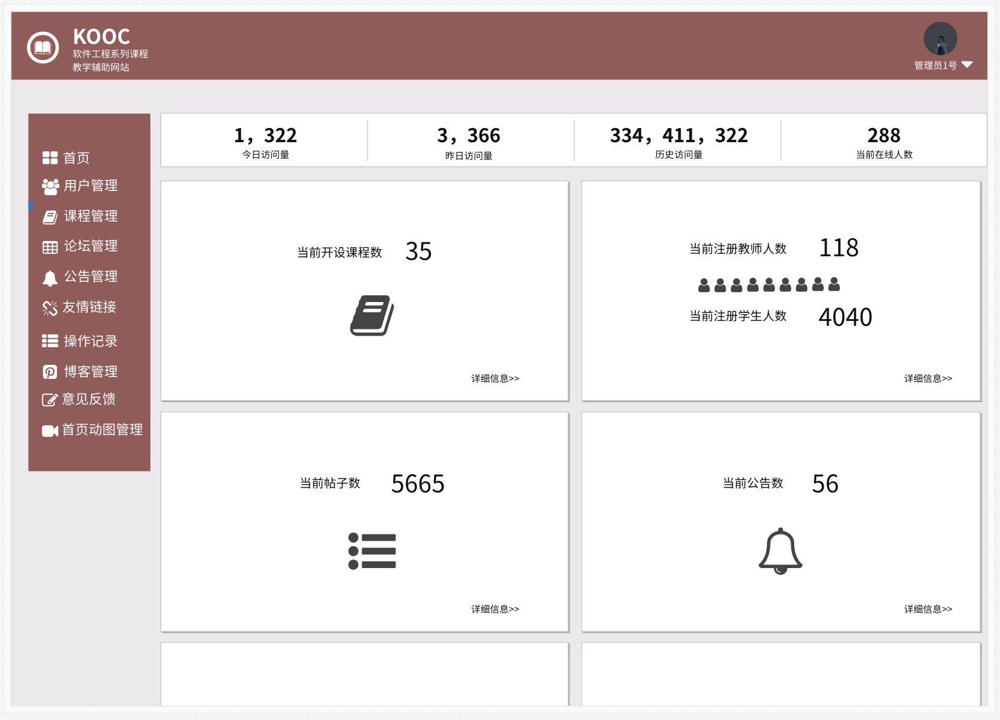 KOOC
软件工程系列课程
教学辅助网站
管理员1号
首页
用户管理
课程管理
论坛管理
公告管理
友情链接
操作记录
博客管理
意见反馈
首页动图管理
1，322
今日访问量
3，366
昨日访问量
334，411，322
历史访问量
288
当前在线人数
当前开设课程数 35
详细信息>>
当前注册教师人数 118
当前注册学生人数 4040
详细信息>>
当前帖子数 5665
详细信息>>
当前公告数 56
详细信息>>